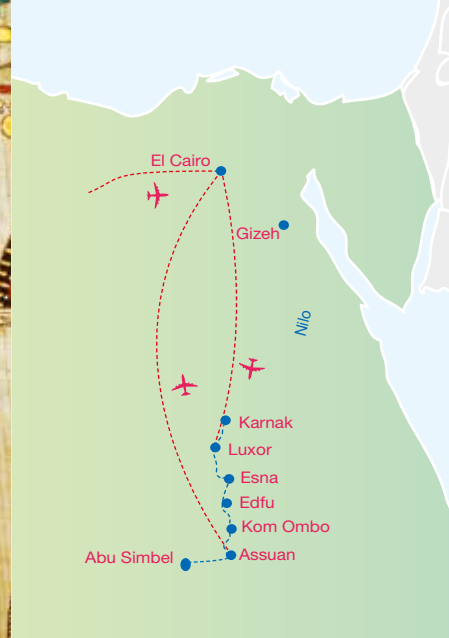 El Cairo
Gizeh
Nilo
Karnak
Luxor
Esna
Edfu
Kom Ombo
Abu Simbel
Assuan